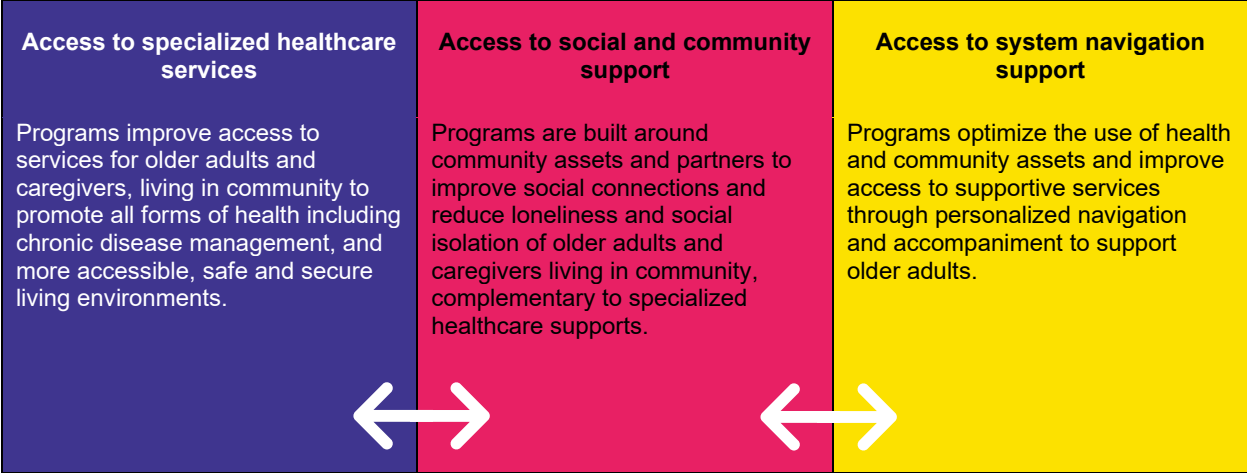 Access to specialized healthcare
services
Programs improve access to
services for older adults and
caregivers, living in community to
promote all forms of health including
chronic disease management, and
more accessible, safe and secure
living environments.
Access to social and community
support
Programs are built around
community assets and partners to
improve social connections and
reduce loneliness and social
isolation of older adults and
caregivers living in community,
complementary to specialized
healthcare supports.
Access to system navigation
support
Programs optimize the use of health
and community assets and improve
access to supportive services
through personalized navigation
and accompaniment to support
older adults.